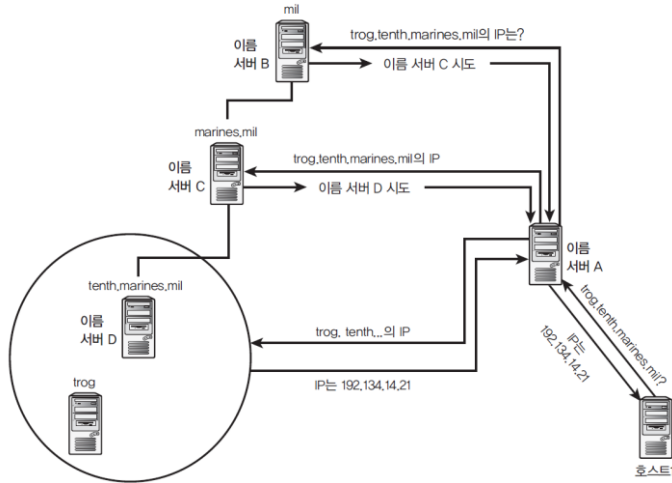 mil
이름
서버 B
trog.tenth.marines.mil의 IP는?
이름 서버 C 시도
marines.mil
이름
서버 C
trog.tenth.marines.mil의 IP
이름 서버 D 시도
이름
서버 A
tenth.marines.mil
이름
서버 D
trog. tenth...의 IP
IP는 192.134.14.21
trog
trog.tenth.marines.mil?
IP는
192.134.14.21
호스트1